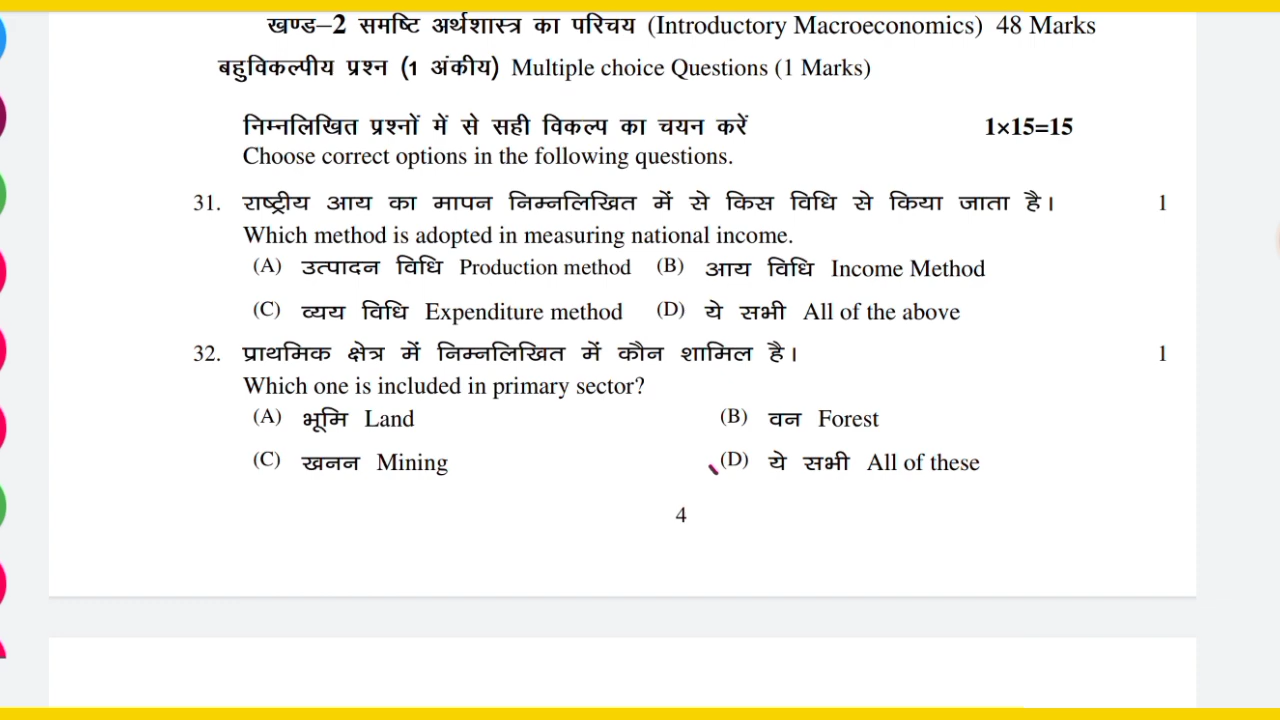 खण्ड–2 समष्टि अर्थशास्त्र का परिचय (Introductory Macroeconomics) 48 Marks
बहुविकल्पीय प्रश्न (1 अंकीय) Multiple choice Questions (1 Marks)
निम्नलिखित प्रश्नों में से सही विकल्प का चयन करें 1×15=15
Choose correct options in the following questions.
31. राष्ट्रीय आय का मापन निम्नलिखित में से किस विधि से किया जाता है। 1
Which method is adopted in measuring national income.
(A) उत्पादन विधि Production method (B) आय विधि Income Method
(C) व्यय विधि Expenditure method (D) ये सभी All of the above
32. प्राथमिक क्षेत्र में निम्नलिखित में कौन शामिल है। 1
Which one is included in primary sector?
(A) भूमि Land (B) वन Forest
(C) खनन Mining (D) ये सभी All of these
4